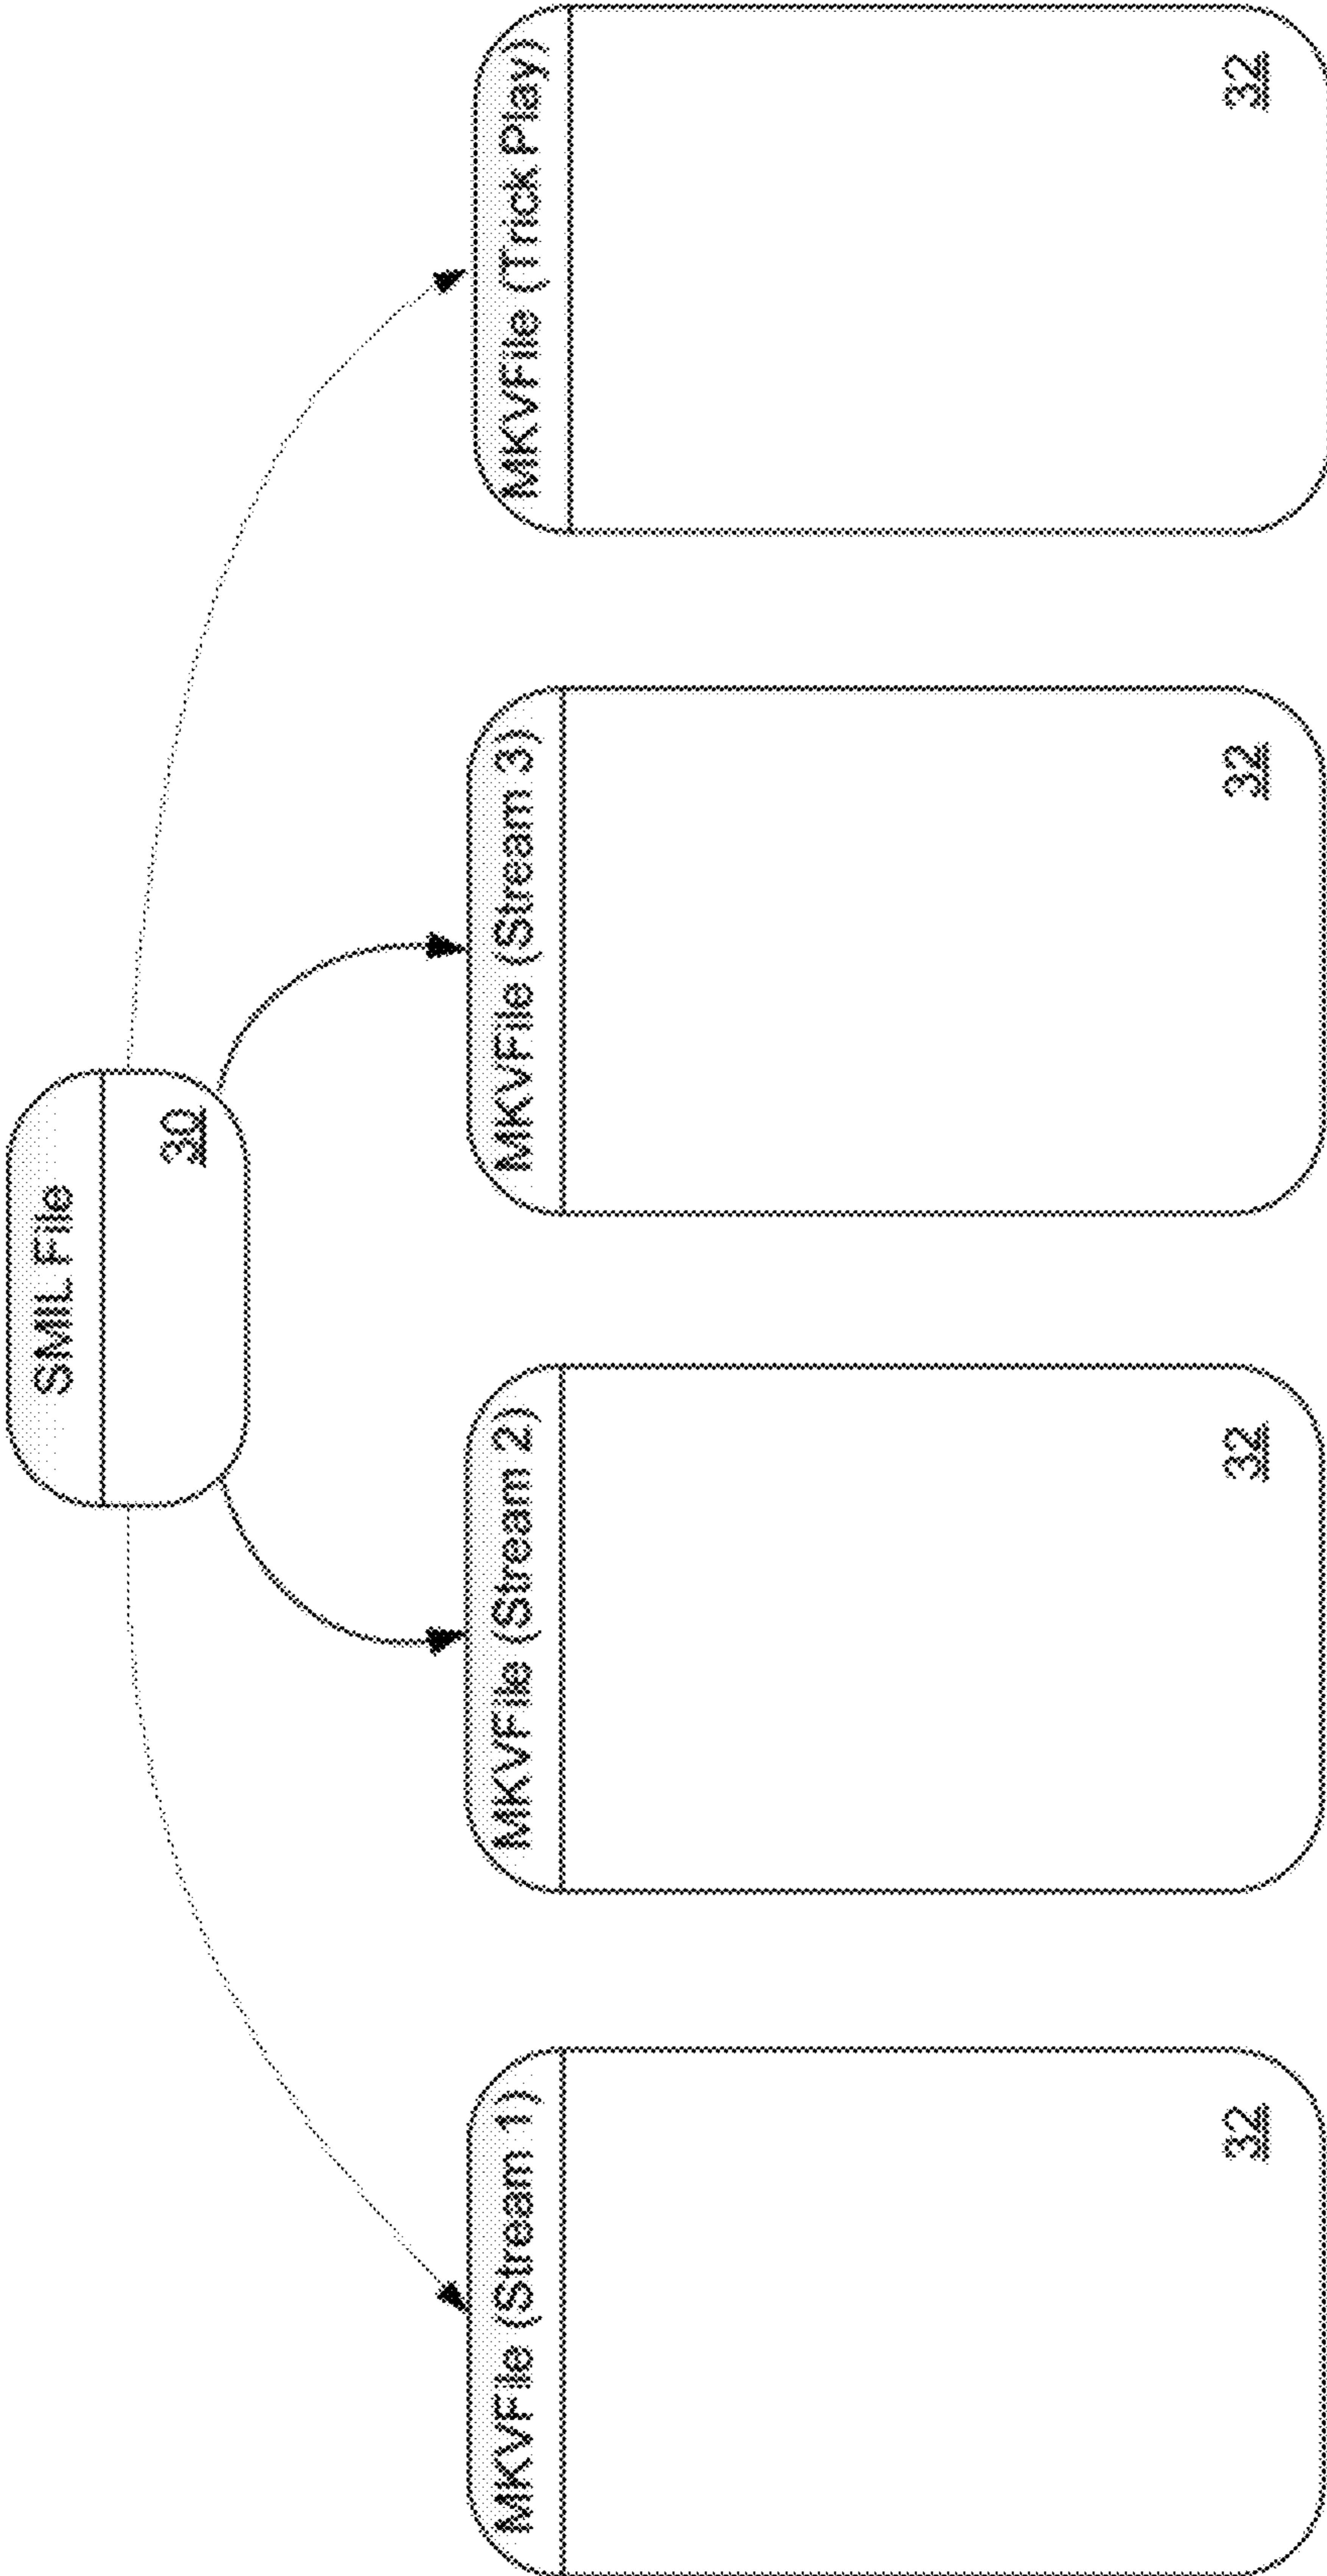 SMIL File
30
MKVFile (Stream 1)
32
MKVFile (Stream 2)
32
MKVFile (Stream 3)
32
MKVFile (Trick Play)
32